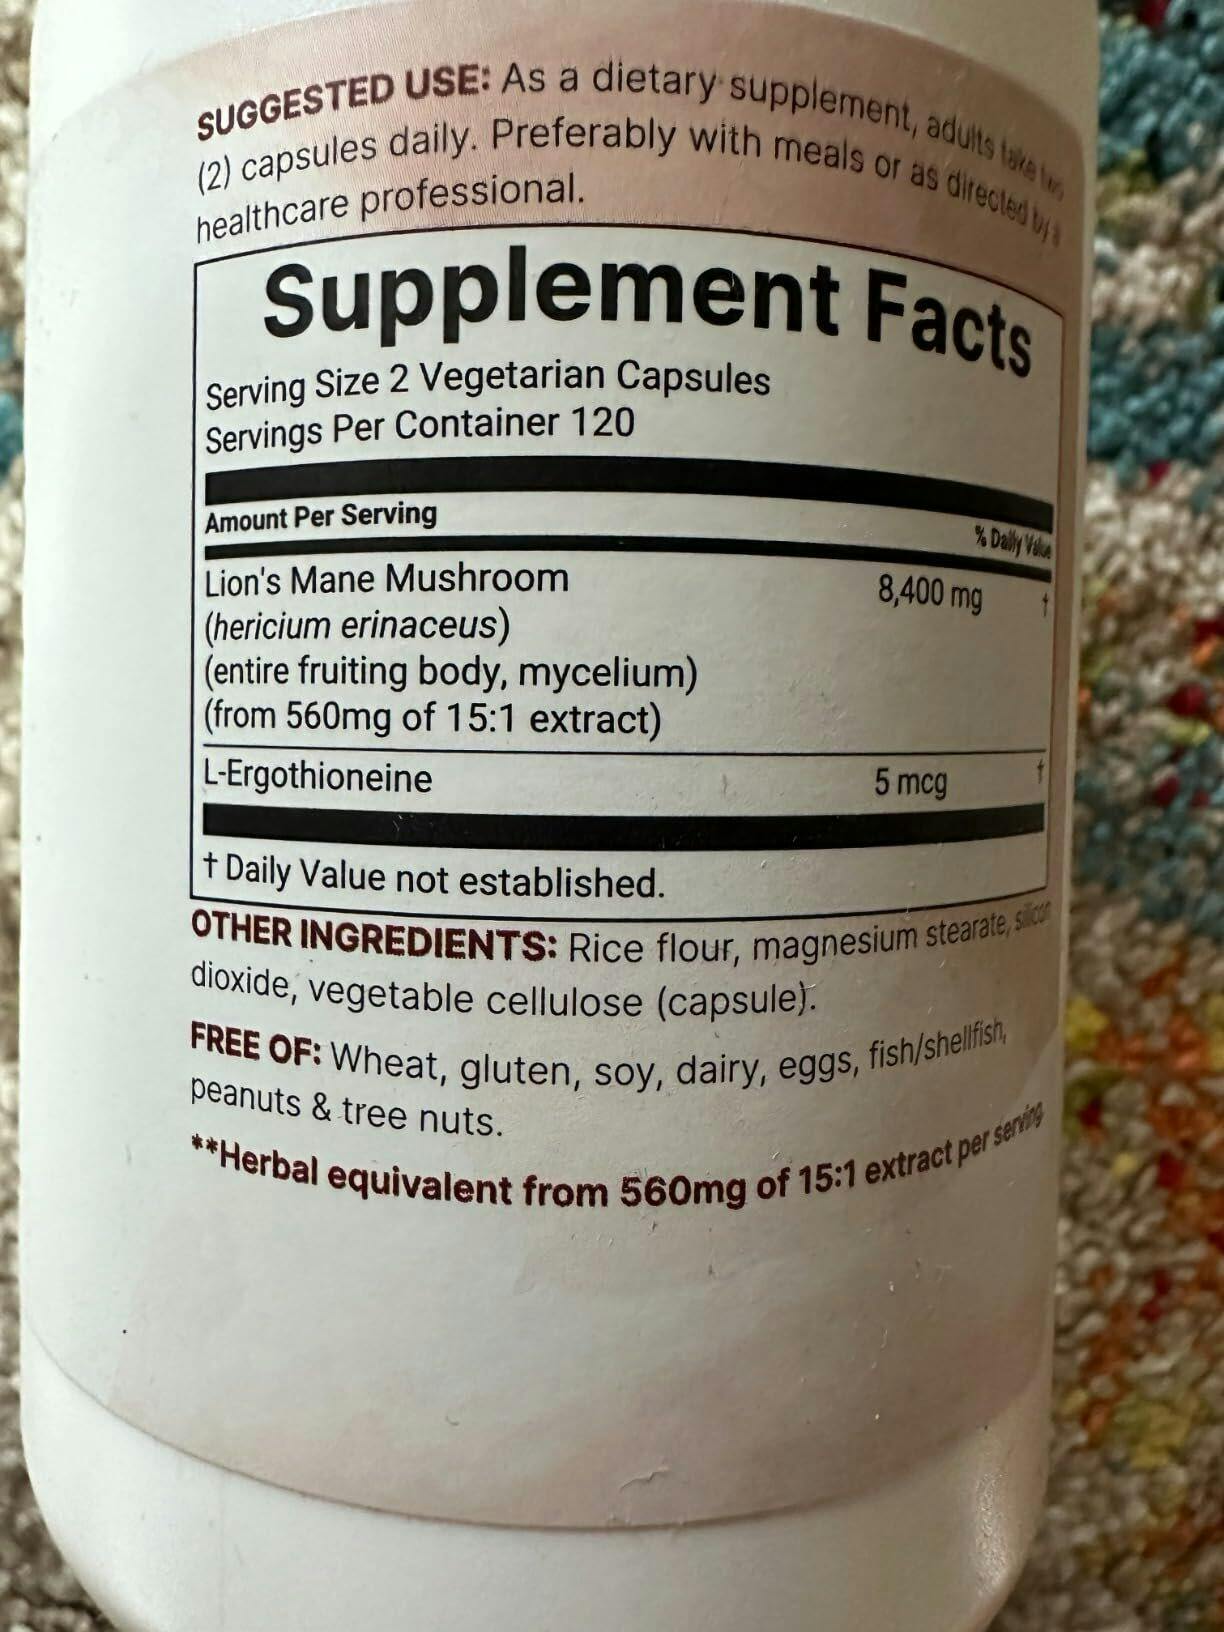 SUGGESTED USE: As a dietary supplement, adults take two
(2) capsules daily. Preferably with meals or as directed by a
healthcare professional.
Supplement Facts
Serving Size 2 Vegetarian Capsules
Servings Per Container 120
Amount Per Serving % Daily Value
Lion's Mane Mushroom 8,400 mg †
(hericium erinaceus)
(entire fruiting body, mycelium)
(from 560mg of 15:1 extract)
L-Ergothioneine 5 mcg †
† Daily Value not established.
OTHER INGREDIENTS: Rice flour, magnesium stearate, silicon
dioxide, vegetable cellulose (capsule).
FREE OF: Wheat, gluten, soy, dairy, eggs, fish/shellfish,
peanuts & tree nuts.
**Herbal equivalent from 560mg of 15:1 extract per serving.